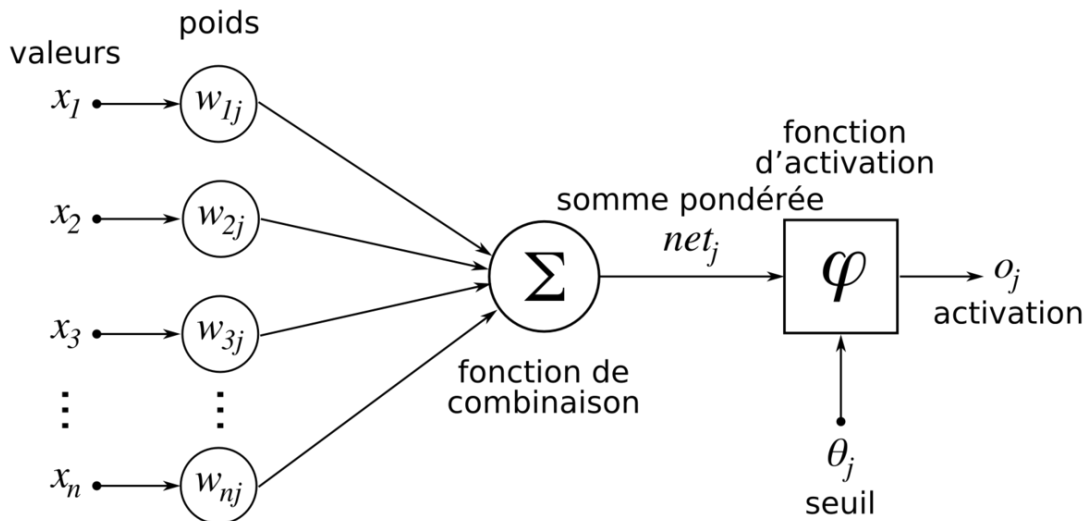 poids
valeurs
x₁
w₁ⱼ
x₂
w₂ⱼ
x₃
w₃ⱼ
⋮
⋮
xₙ
wₙⱼ
Σ
fonction de
combinaison
somme pondérée
netⱼ
fonction
d’activation
φ
oⱼ
activation
θⱼ
seuil